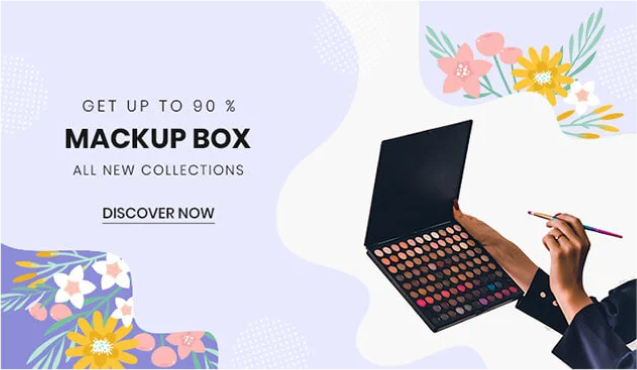 GET UP TO 90 %
MACKUP BOX
ALL NEW COLLECTIONS
DISCOVER NOW